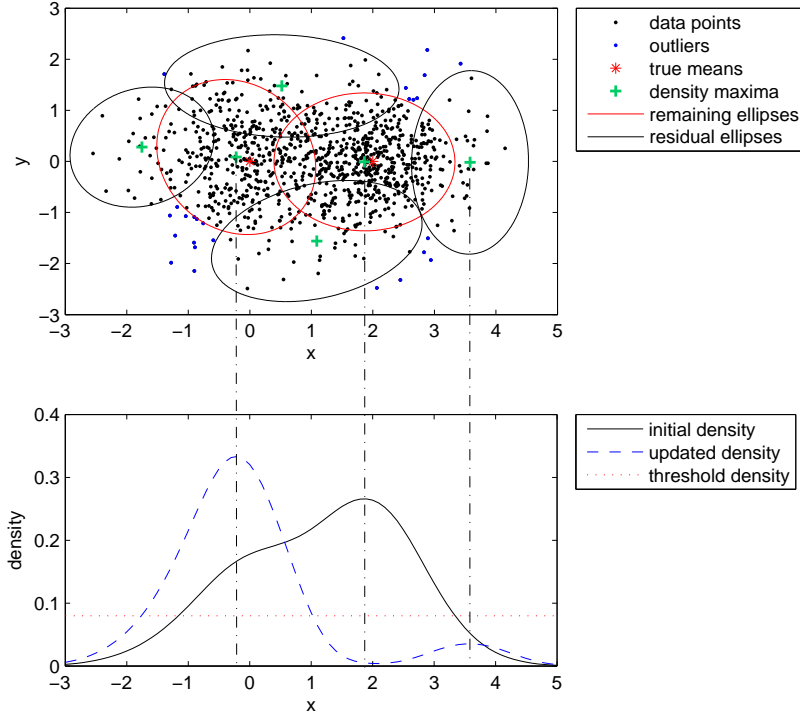 3
2
1
0
−1
−2
−3
y
−3 −2 −1 0 1 2 3 4 5
x
data points
outliers
true means
density maxima
remaining ellipses
residual ellipses
0.4
0.3
0.2
0.1
0
density
−3 −2 −1 0 1 2 3 4 5
x
initial density
updated density
threshold density